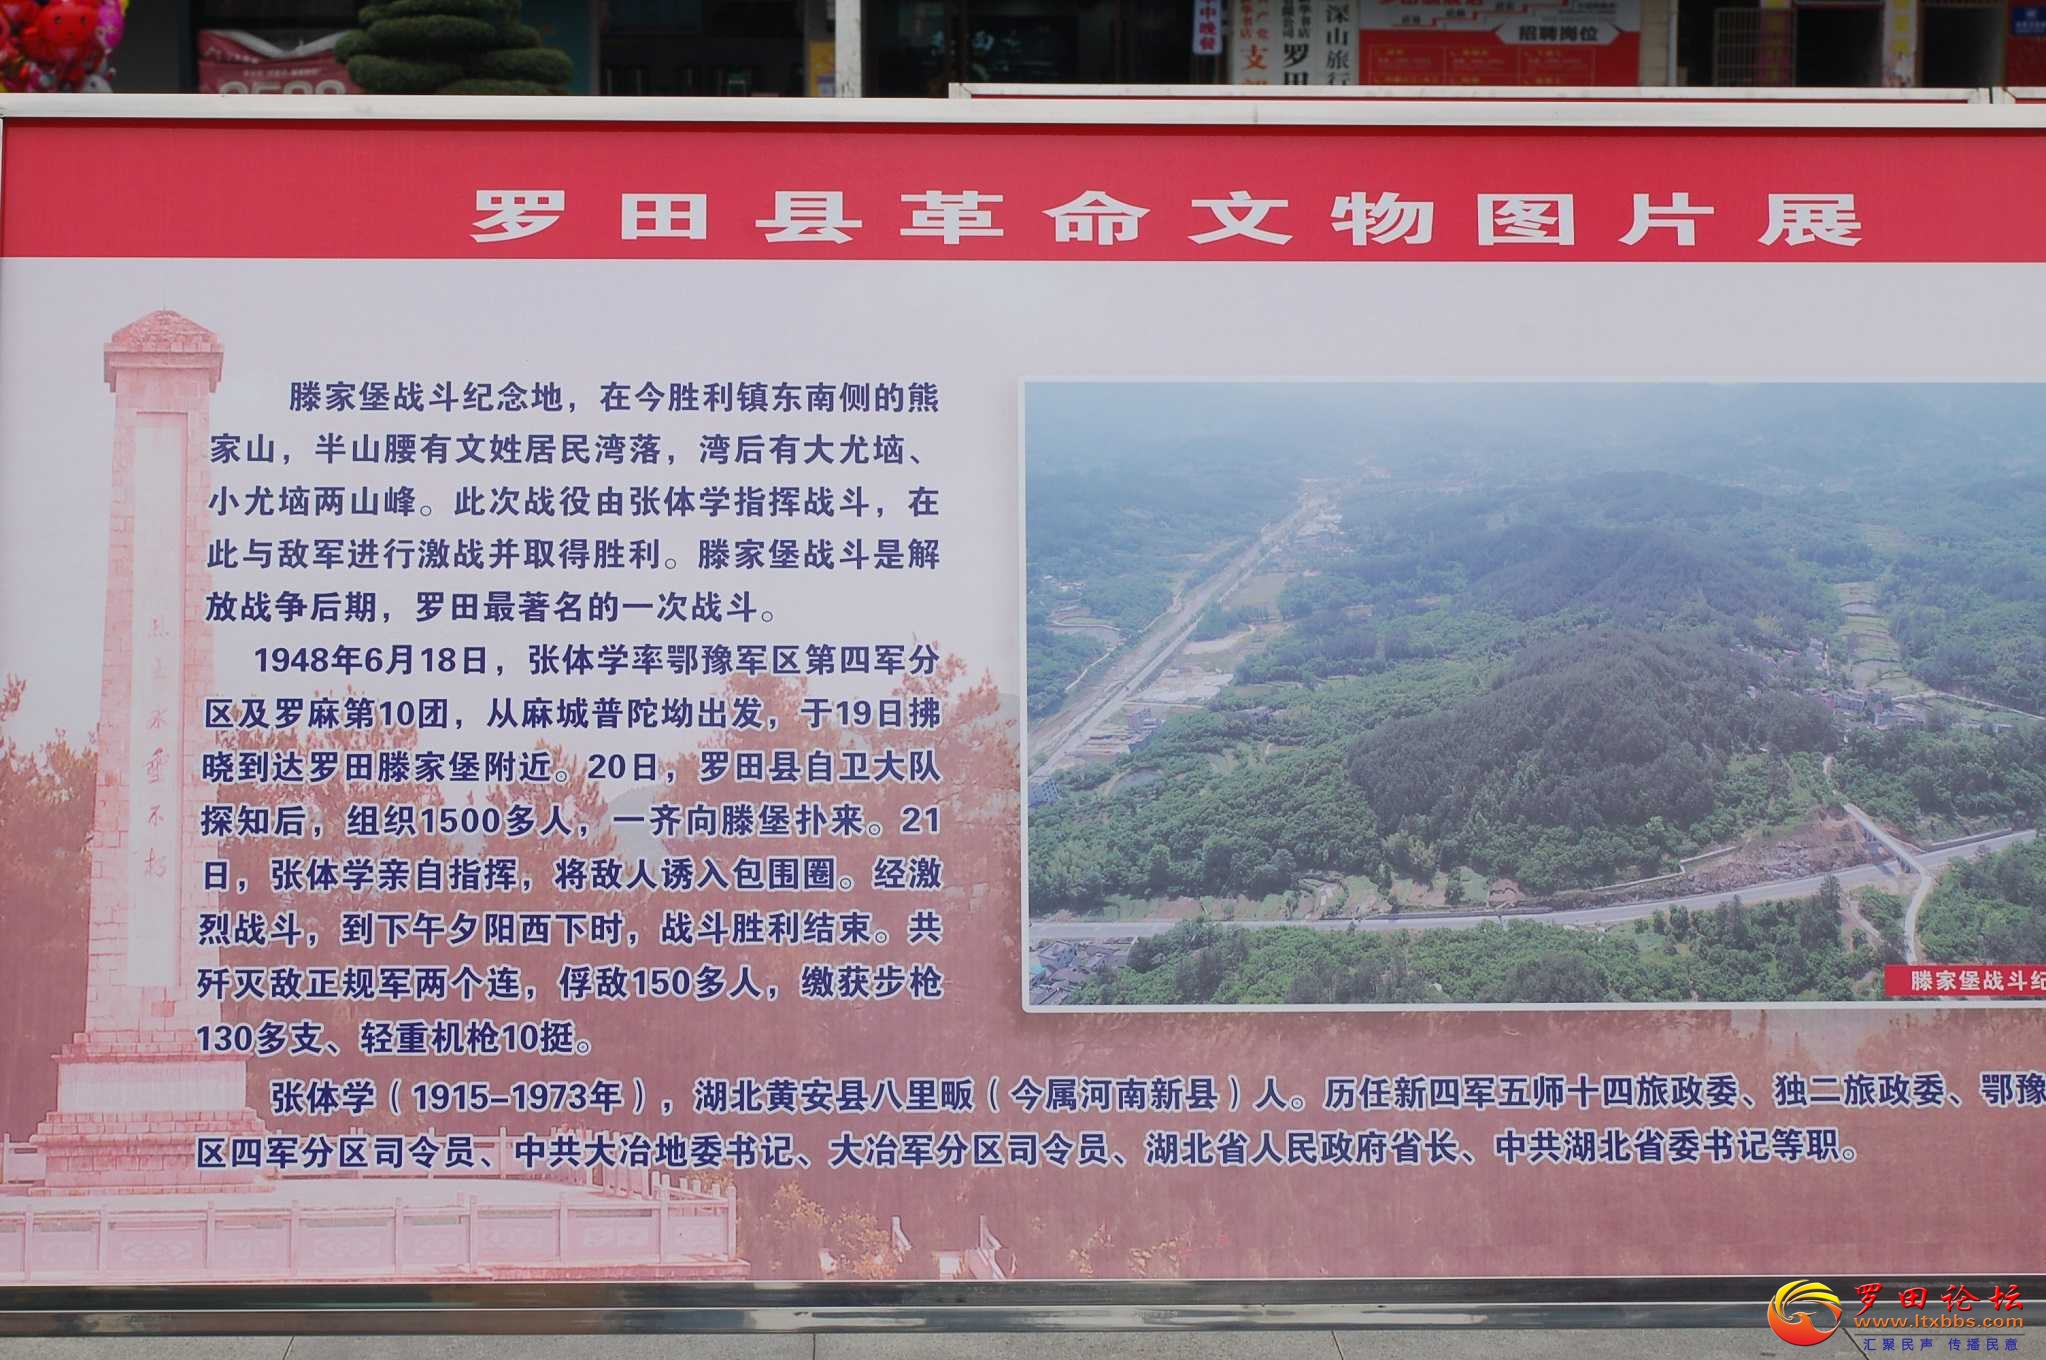 中晚餐
深山旅行
支
罗田
招聘岗位
罗田县革命文物图片展
滕家堡战斗纪念地，在今胜利镇东南侧的熊
家山，半山腰有文姓居民湾落，湾后有大尤垴、
小尤垴两山峰。此次战役由张体学指挥战斗，在
此与敌军进行激战并取得胜利。滕家堡战斗是解
放战争后期，罗田最著名的一次战斗。
1948年6月18日，张体学率鄂豫军区第四军分
区及罗麻第10团，从麻城普陀坳出发，于19日拂
晓到达罗田滕家堡附近。20日，罗田县自卫大队
探知后，组织1500多人，一齐向滕堡扑来。21
日，张体学亲自指挥，将敌人诱入包围圈。经激
烈战斗，到下午夕阳西下时，战斗胜利结束。共
歼灭敌正规军两个连，俘敌150多人，缴获步枪
130多支、轻重机枪10挺。
滕家堡战斗纪
张体学（1915-1973年），湖北黄安县八里畈（今属河南新县）人。历任新四军五师十四旅政委、独二旅政委、鄂豫
区四军分区司令员、中共大冶地委书记、大冶军分区司令员、湖北省人民政府省长、中共湖北省委书记等职。
罗田论坛
www.ltxbbs.com
汇聚民声 传播民意